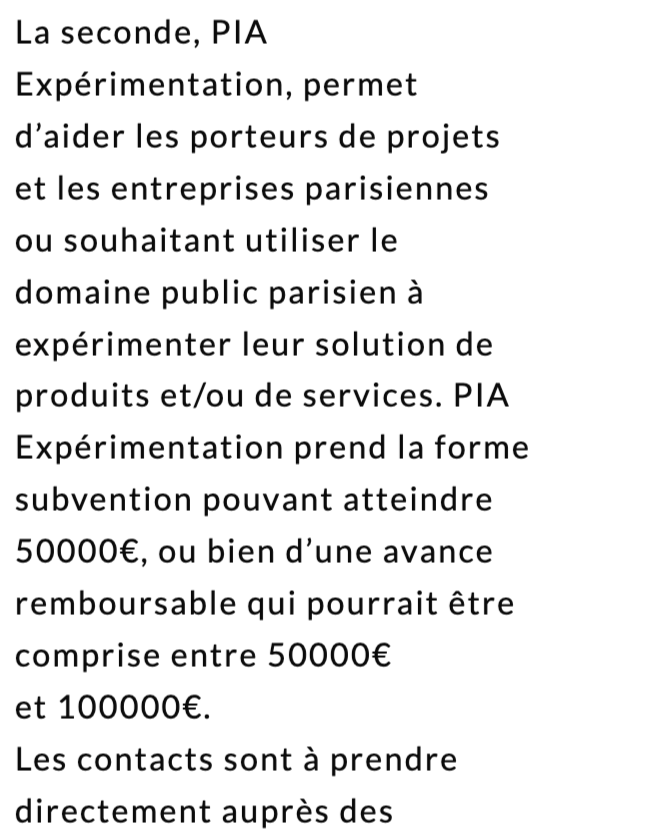 La seconde, PIA
Expérimentation, permet
d’aider les porteurs de projets
et les entreprises parisiennes
ou souhaitant utiliser le
domaine public parisien à
expérimenter leur solution de
produits et/ou de services. PIA
Expérimentation prend la forme
subvention pouvant atteindre
50000€, ou bien d’une avance
remboursable qui pourrait être
comprise entre 50000€
et 100000€.
Les contacts sont à prendre
directement auprès des